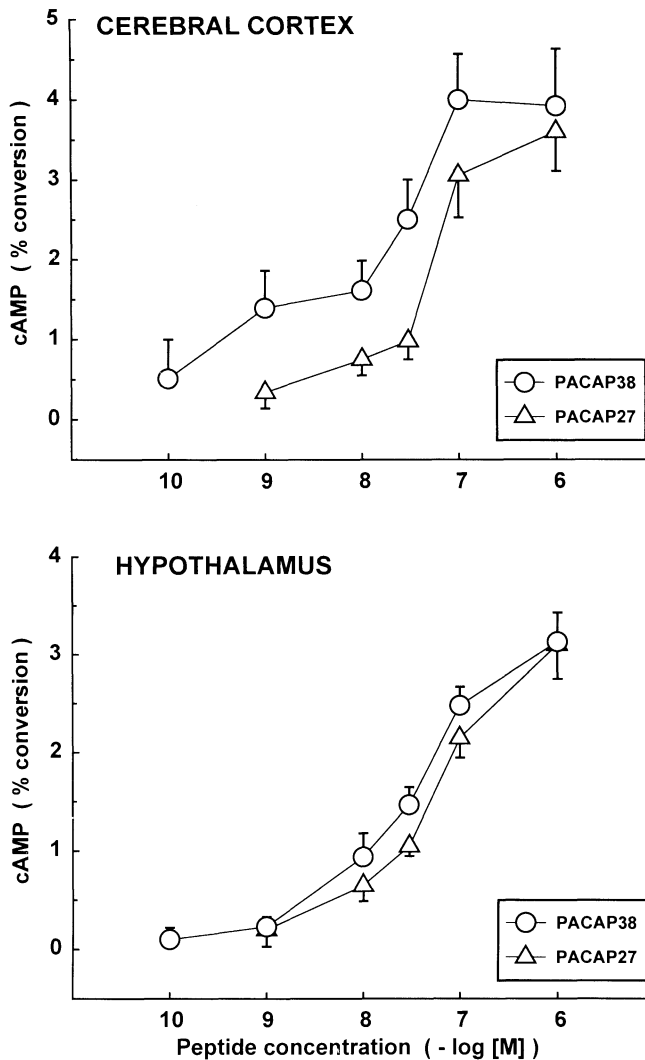 CEREBRAL CORTEX
5
4
3
2
1
0
cAMP ( % conversion )
PACAP38
PACAP27
10 9 8 7 6
HYPOTHALAMUS
4
3
2
1
0
cAMP ( % conversion )
PACAP38
PACAP27
10 9 8 7 6
Peptide concentration ( - log [M] )